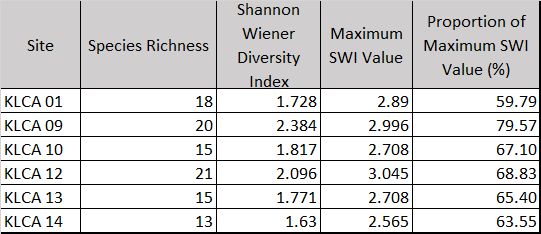 Site Species Richness Shannon Wiener Diversity Index Maximum SWI Value Proportion of Maximum SWI Value (%)
KLCA 01 18 1.728 2.89 59.79
KLCA 09 20 2.384 2.996 79.57
KLCA 10 15 1.817 2.708 67.10
KLCA 12 21 2.096 3.045 68.83
KLCA 13 15 1.771 2.708 65.40
KLCA 14 13 1.63 2.565 63.55